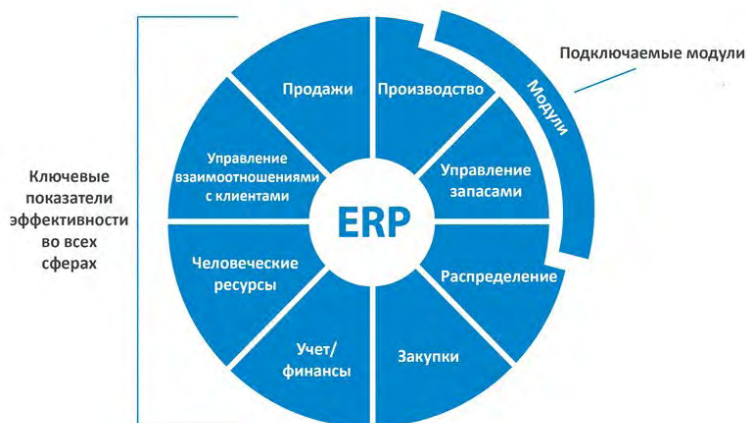 Подключаемые модули
Модули
Продажи
Производство
Управление
взаимоотношениями
с клиентами
Управление
запасами
Ключевые
показатели
эффективности
во всех
сферах
ERP
Человеческие
ресурсы
Распределение
Учет/
финансы
Закупки